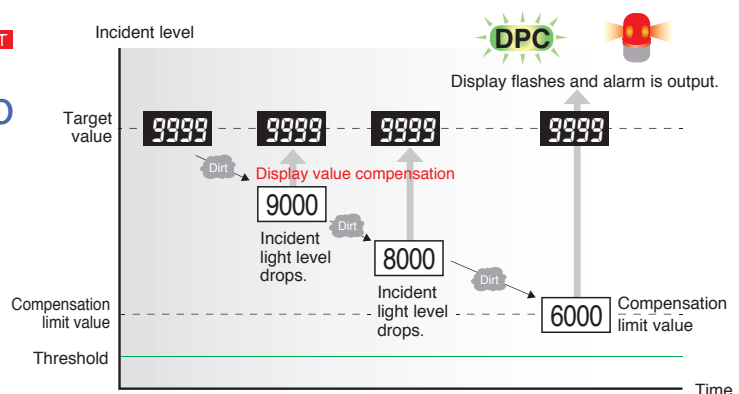 Incident level
DPC
Display flashes and alarm is output.
Target
value
9999
9999
9999
9999
Dirt
Display value compensation
9000
Dirt
Incident
light level
drops.
8000
Dirt
Incident
light level
drops.
6000
Compensation
limit value
Compensation
limit value
Threshold
Time